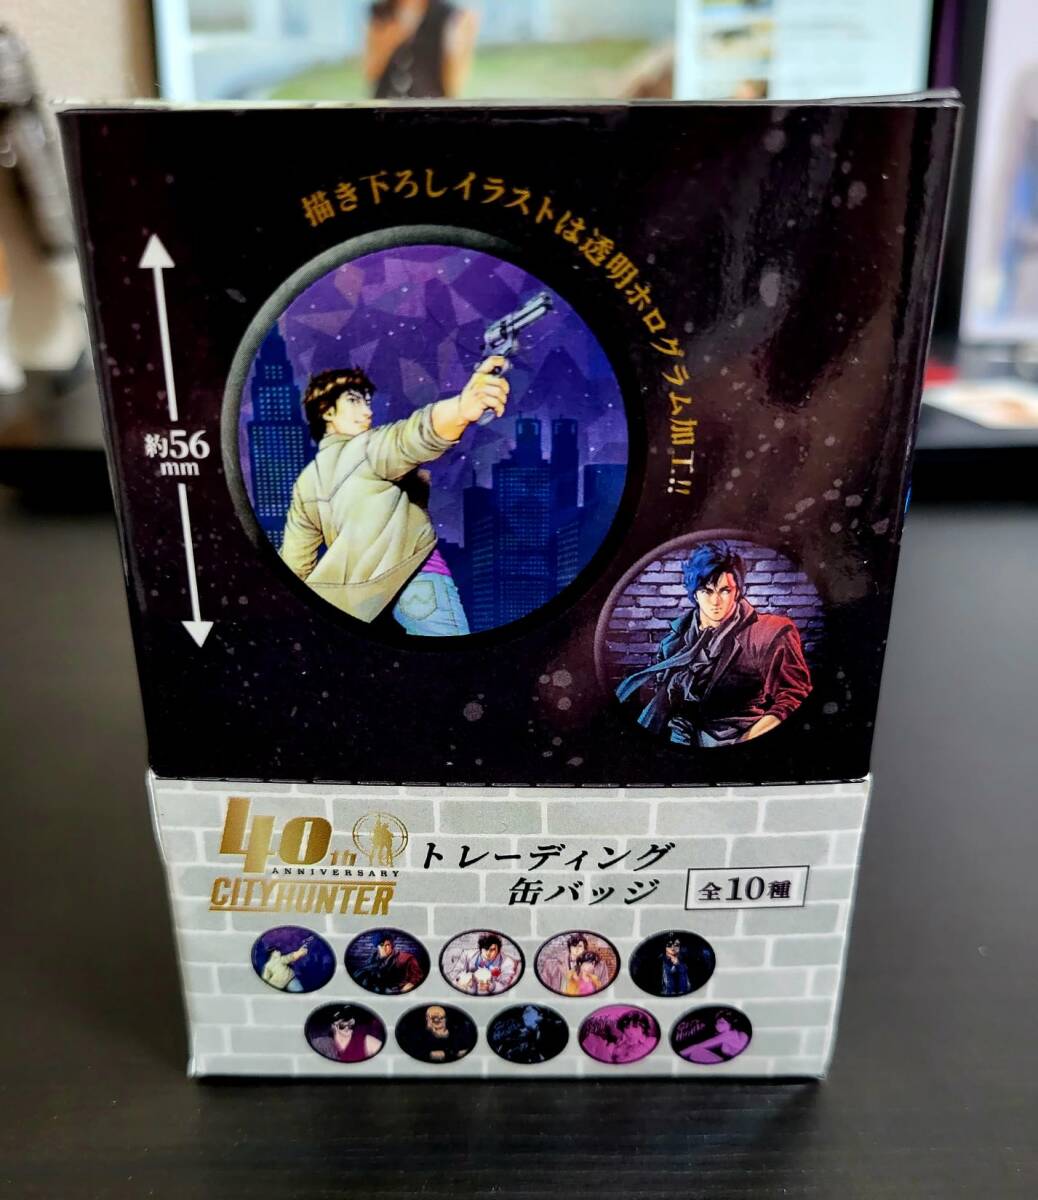 描き下ろしイラストは透明ホログラム加工!!
約56
mm
40th
ANNIVERSARY
CITYHUNTER
トレーディング
缶バッジ
全10種